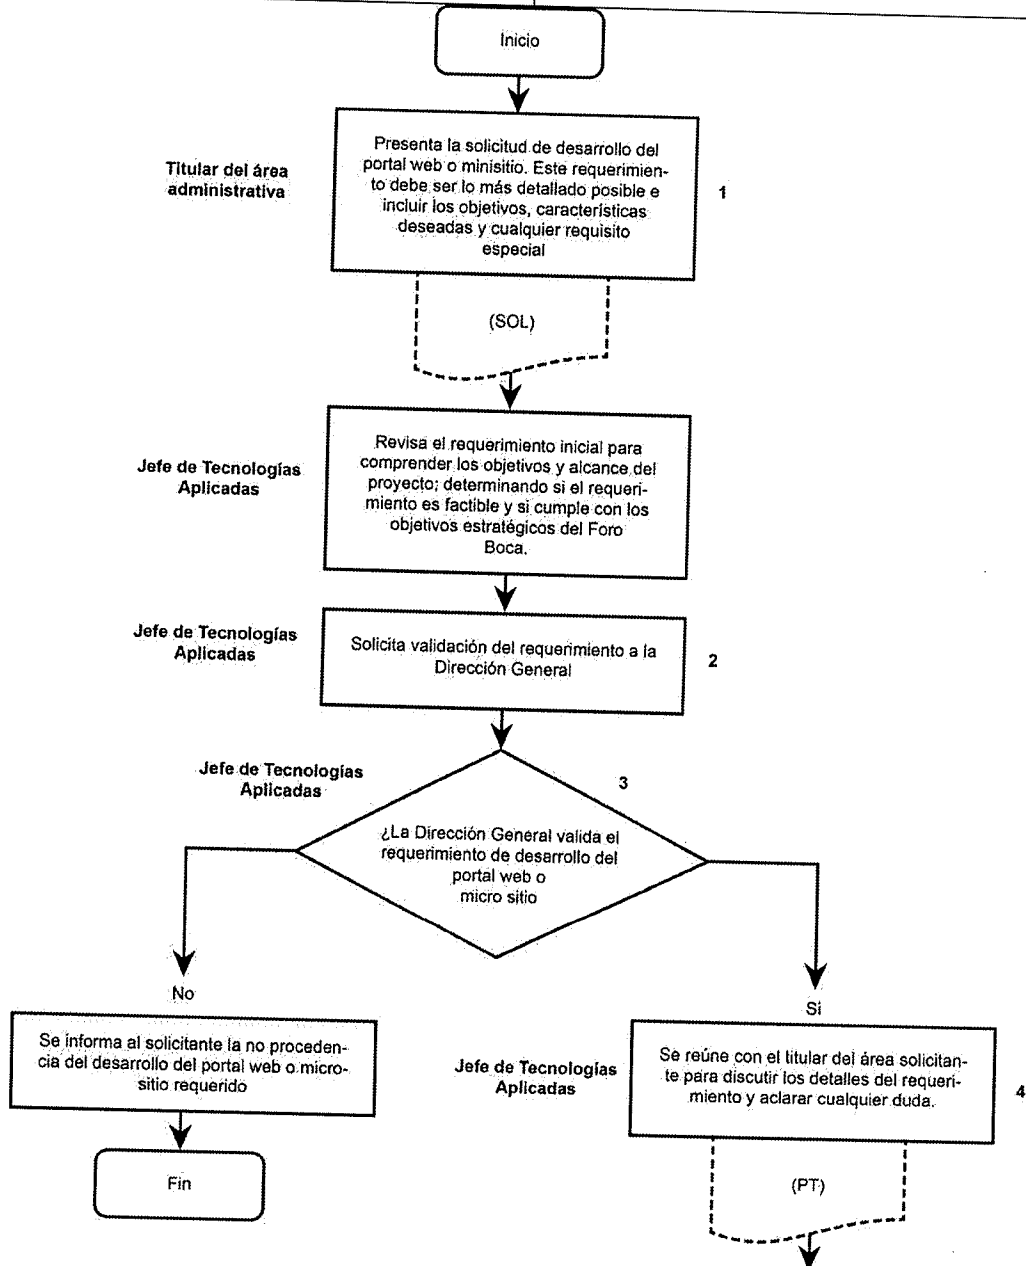 Inicio
Titular del área
administrativa
Presenta la solicitud de desarrollo del
portal web o minisitio. Este requerimien-
to debe ser lo más detallado posible e
incluir los objetivos, características
deseadas y cualquier requisito
especial
1
(SOL)
Jefe de Tecnologías
Aplicadas
Revisa el requerimiento inicial para
comprender los objetivos y alcance del
proyecto; determinando si el requeri-
miento es factible y si cumple con los
objetivos estratégicos del Foro
Boca.
Jefe de Tecnologías
Aplicadas
Solicita validación del requerimiento a la
Dirección General
2
Jefe de Tecnologías
Aplicadas
3
¿La Dirección General valida el
requerimiento de desarrollo del
portal web o
micro sitio
No
Sí
Se informa al solicitante la no proceden-
cia del desarrollo del portal web o micro-
sitio requerido
Jefe de Tecnologías
Aplicadas
Se reúne con el titular del área solicitan-
te para discutir los detalles del requeri-
miento y aclarar cualquier duda.
4
Fin
(PT)